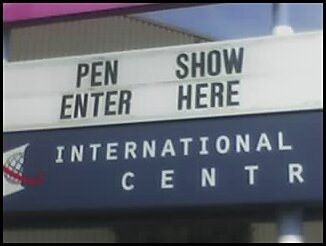 PEN SHOW
ENTER HERE
INTERNATIONAL
CENTR